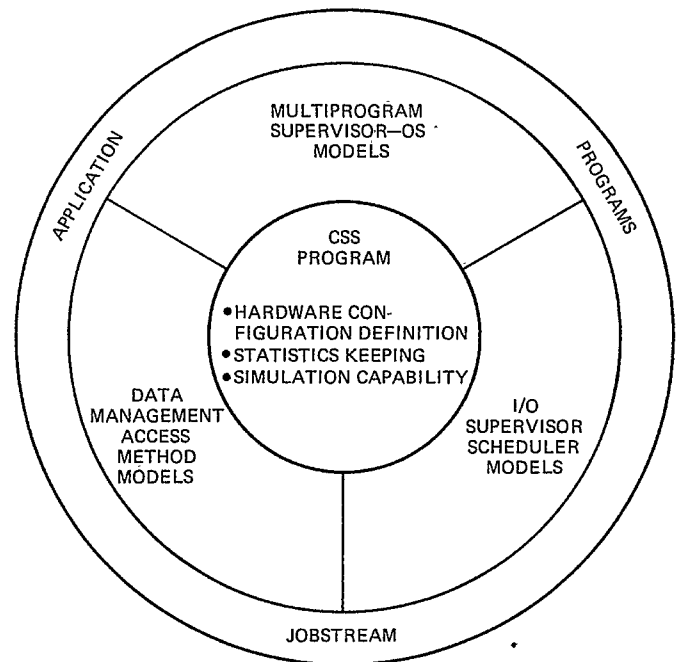 MULTIPROGRAM
SUPERVISOR—OS
MODELS
APPLICATION
PROGRAMS
CSS
PROGRAM
•HARDWARE CON-
FIGURATION DEFINITION
•STATISTICS KEEPING
•SIMULATION CAPABILITY
DATA
MANAGEMENT
ACCESS
METHOD
MODELS
I/O
SUPERVISOR
SCHEDULER
MODELS
JOBSTREAM